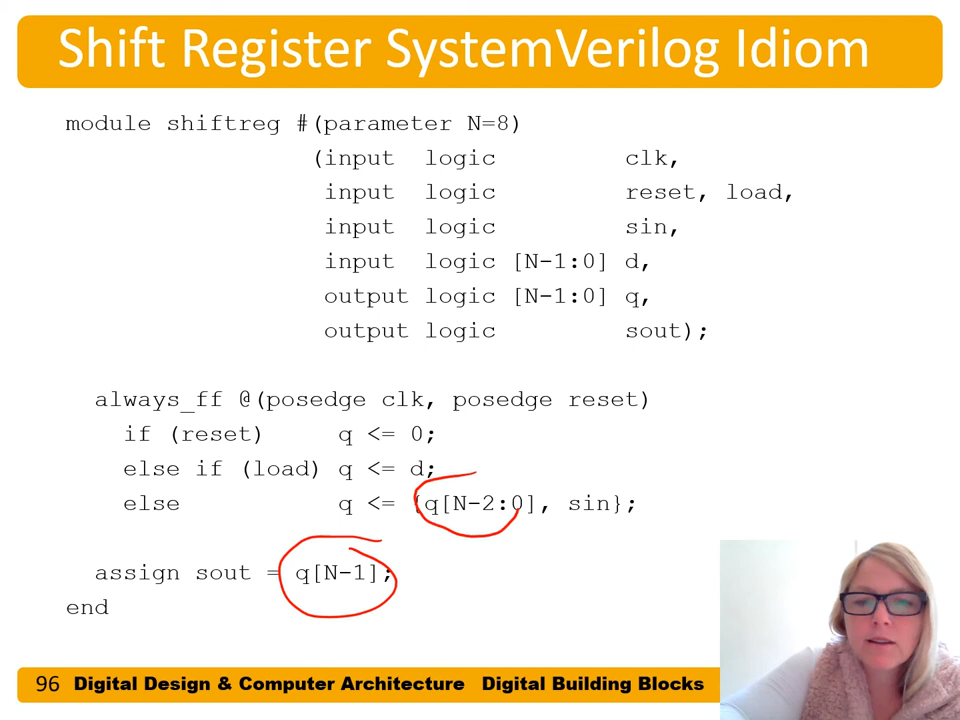 Shift Register SystemVerilog Idiom
module shiftreg #(parameter N=8)
(input logic clk,
input logic reset, load,
input logic sin,
input logic [N-1:0] d,
output logic [N-1:0] q,
output logic sout);
always_ff @(posedge clk, posedge reset)
if (reset) q <= 0;
else if (load) q <= d;
else q <= {q[N-2:0], sin};
assign sout = q[N-1];
end
96 Digital Design & Computer Architecture Digital Building Blocks